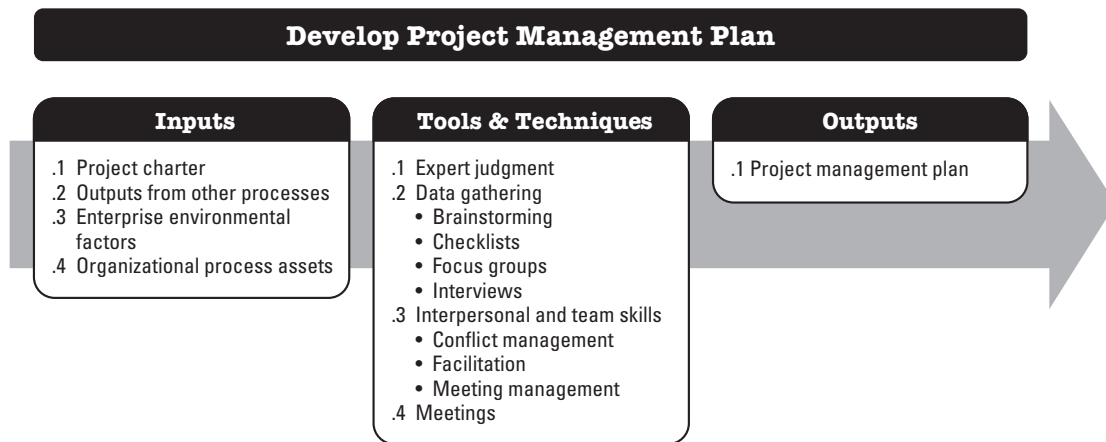 Develop Project Management Plan
Inputs
.1 Project charter
.2 Outputs from other processes
.3 Enterprise environmental
factors
.4 Organizational process assets
Tools & Techniques
.1 Expert judgment
.2 Data gathering
• Brainstorming
• Checklists
• Focus groups
• Interviews
.3 Interpersonal and team skills
• Conflict management
• Facilitation
• Meeting management
.4 Meetings
Outputs
.1 Project management plan